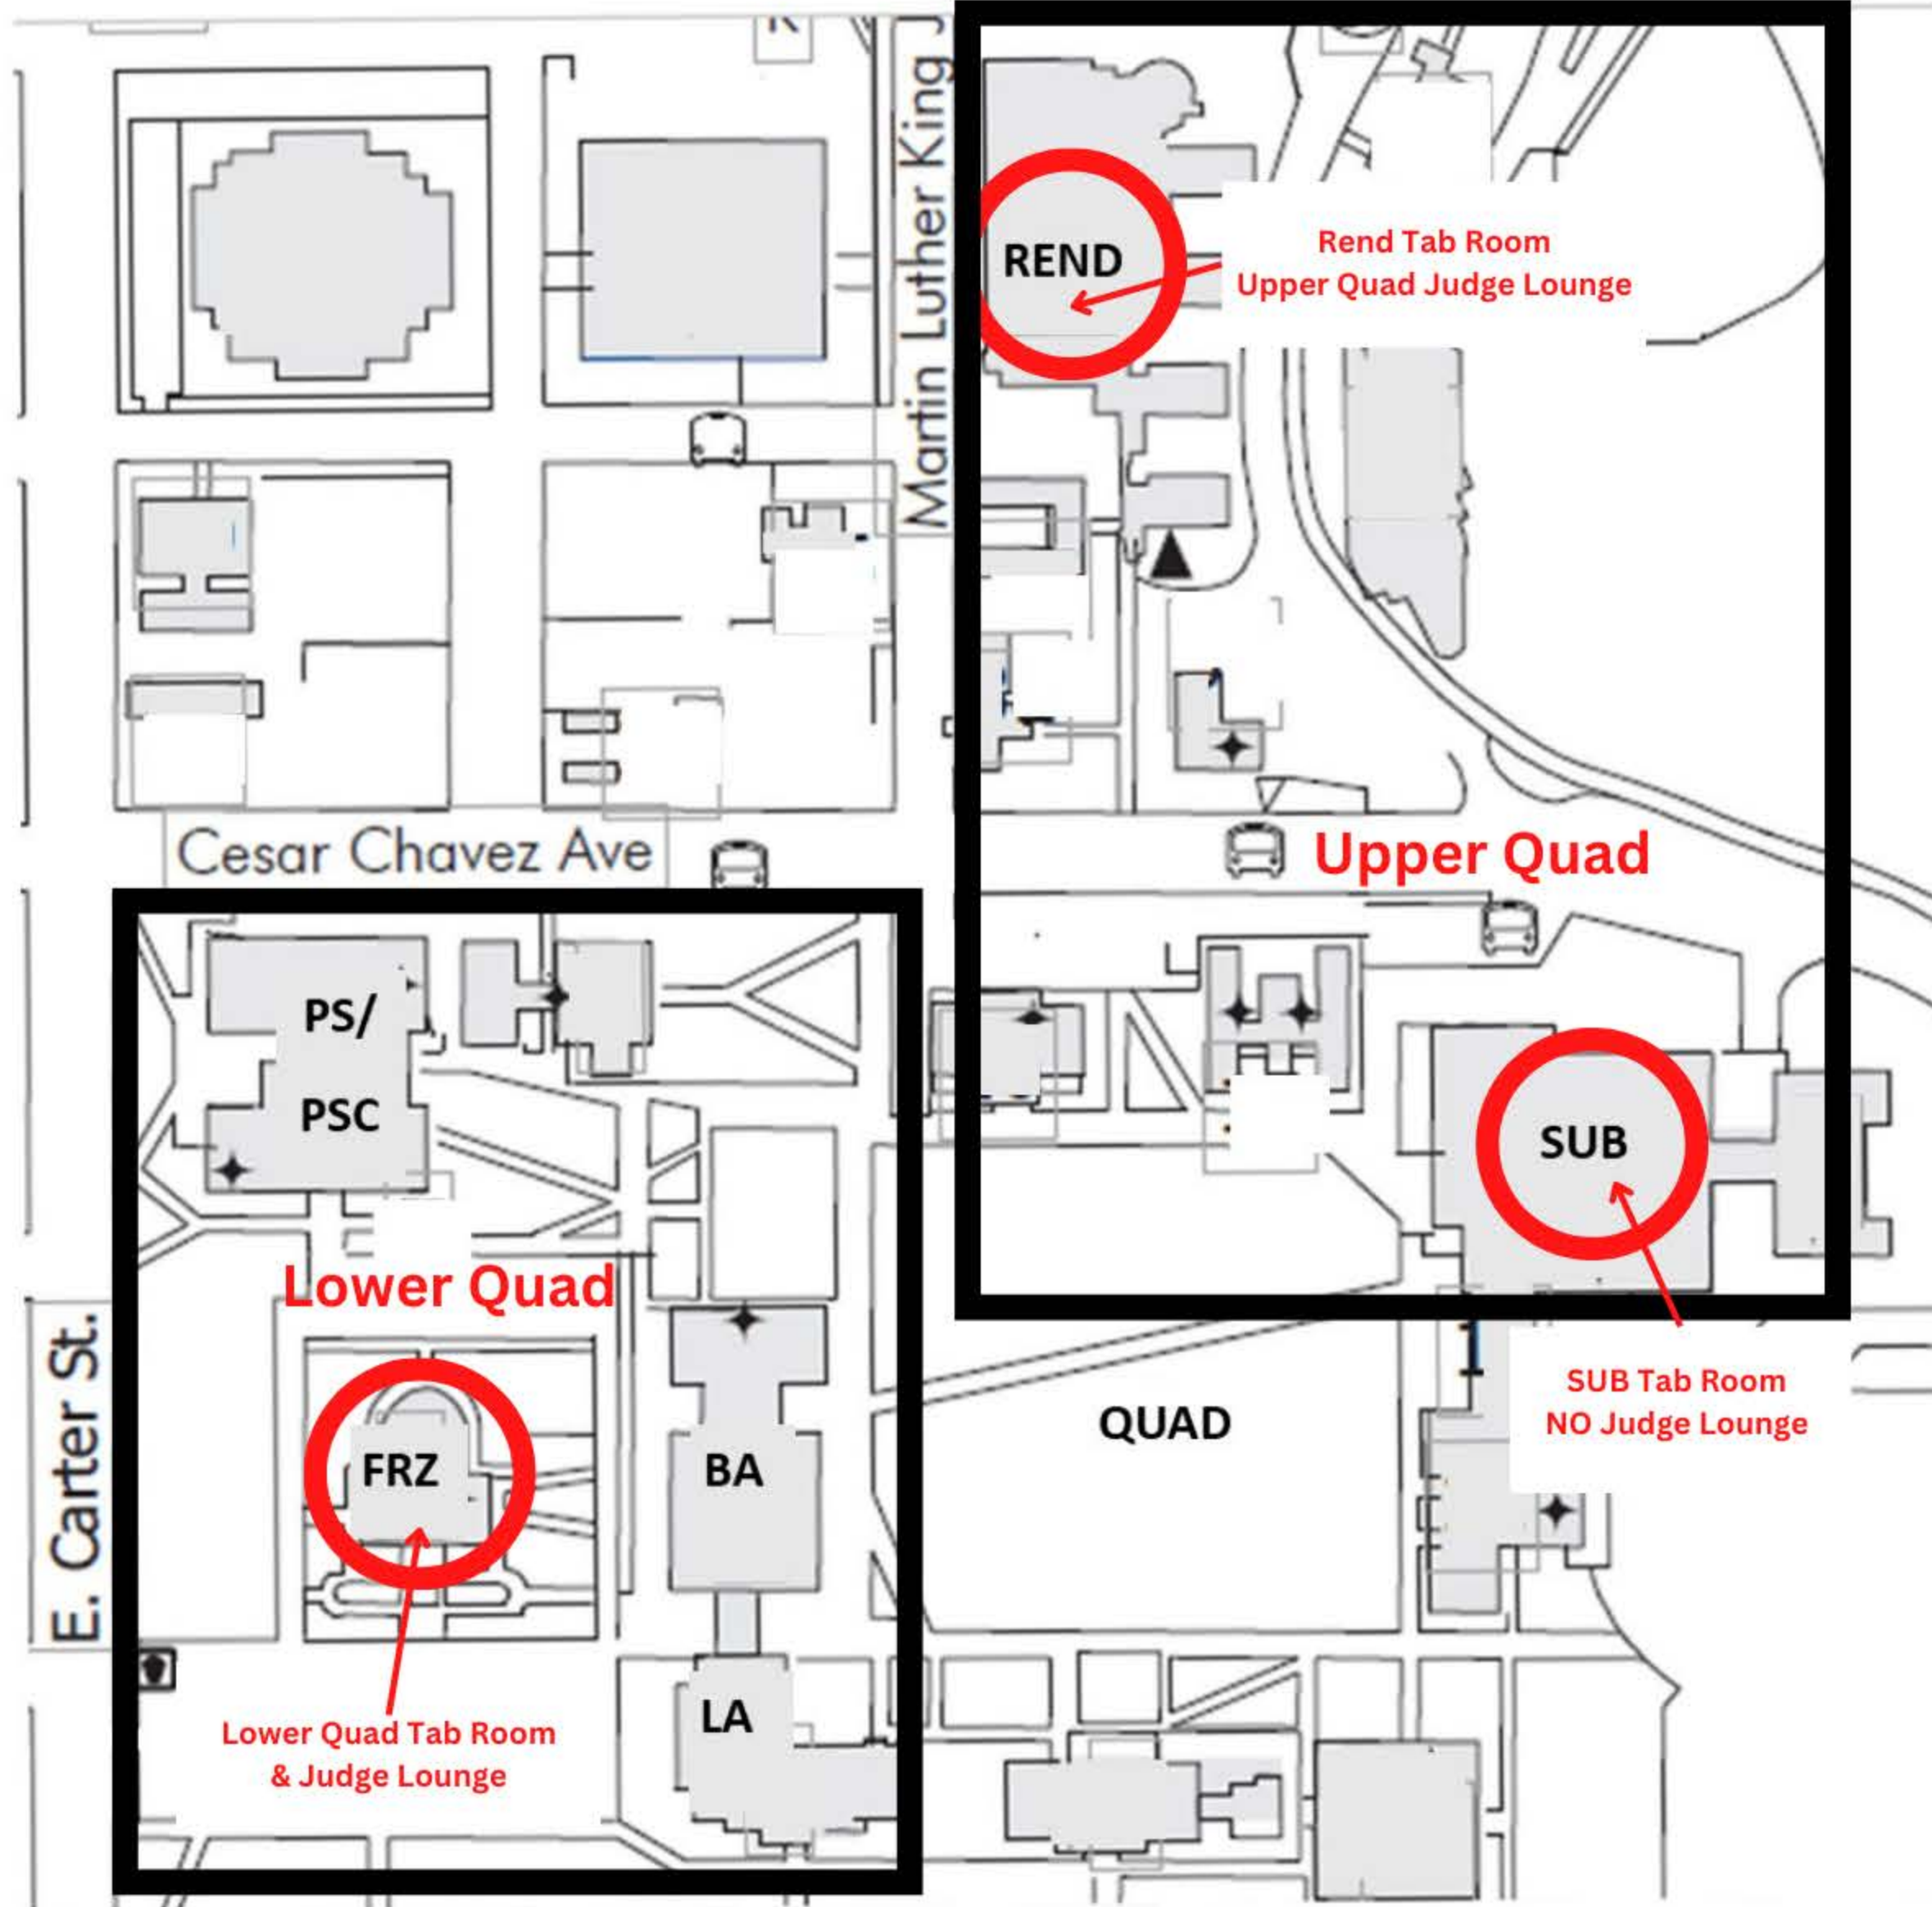 Martin Luther King J
REND
Rend Tab Room
Upper Quad Judge Lounge
Cesar Chavez Ave
Upper Quad
PS/
PSC
SUB
Lower Quad
E. Carter St.
SUB Tab Room
NO Judge Lounge
QUAD
FRZ
BA
LA
Lower Quad Tab Room
& Judge Lounge